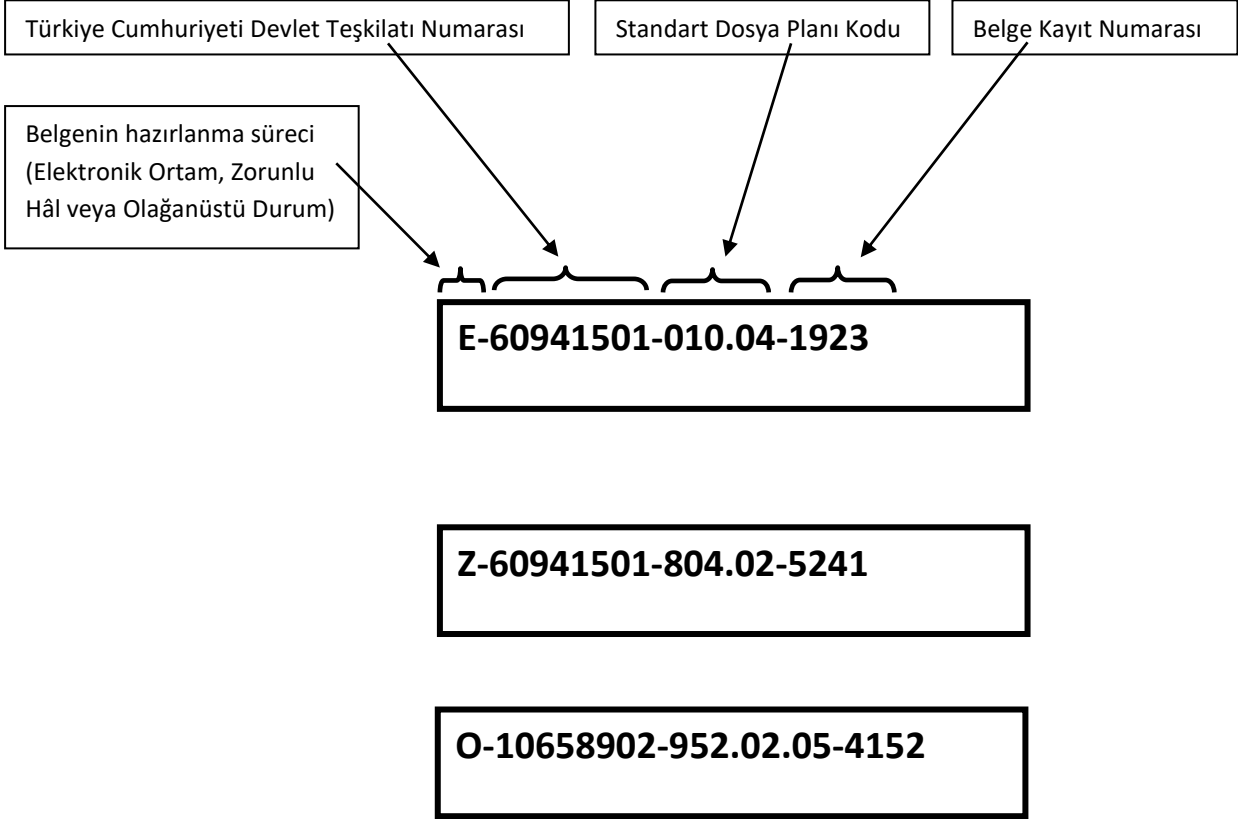 Türkiye Cumhuriyeti Devlet Teşkilatı Numarası
Standart Dosya Planı Kodu
Belge Kayıt Numarası
Belgenin hazırlanma süreci
(Elektronik Ortam, Zorunlu
Hâl veya Olağanüstü Durum)
E-60941501-010.04-1923
Z-60941501-804.02-5241
O-10658902-952.02.05-4152